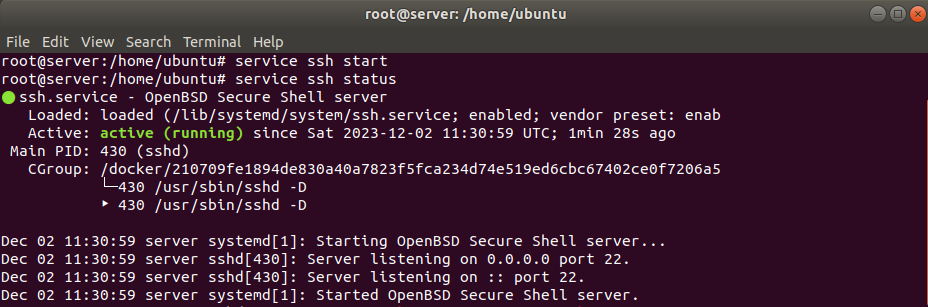 root@server: /home/ubuntu
File Edit View Search Terminal Help
root@server:/home/ubuntu# service ssh start
root@server:/home/ubuntu# service ssh status
● ssh.service - OpenBSD Secure Shell server
   Loaded: loaded (/lib/systemd/system/ssh.service; enabled; vendor preset: enab
   Active: active (running) since Sat 2023-12-02 11:30:59 UTC; 1min 28s ago
 Main PID: 430 (sshd)
   CGroup: /docker/210709fe1894de830a40a7823f5fca234d74e519ed6cbc67402ce0f7206a5
           └─430 /usr/sbin/sshd -D
           ‣ 430 /usr/sbin/sshd -D
Dec 02 11:30:59 server systemd[1]: Starting OpenBSD Secure Shell server...
Dec 02 11:30:59 server sshd[430]: Server listening on 0.0.0.0 port 22.
Dec 02 11:30:59 server sshd[430]: Server listening on :: port 22.
Dec 02 11:30:59 server systemd[1]: Started OpenBSD Secure Shell server.